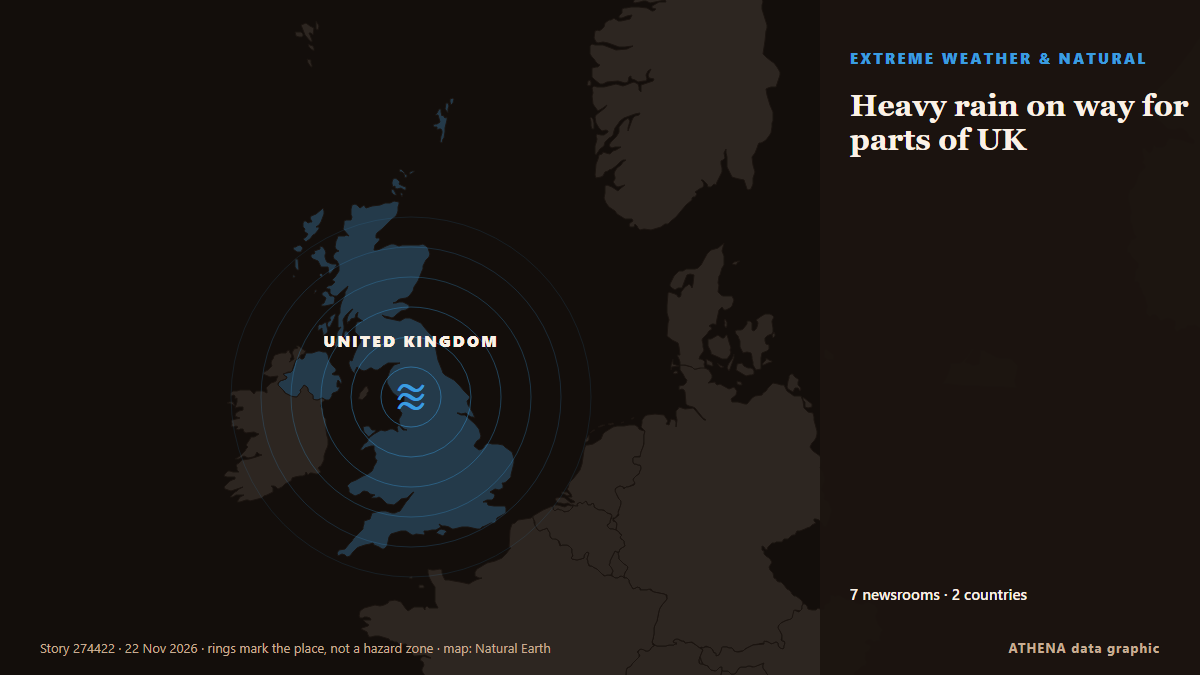 EXTREME WEATHER & NATURAL
Heavy rain on way for
parts of UK
UNITED KINGDOM
7 newsrooms · 2 countries
Story 274422 · 22 Nov 2026 · rings mark the place, not a hazard zone · map: Natural Earth
ATHENA data graphic